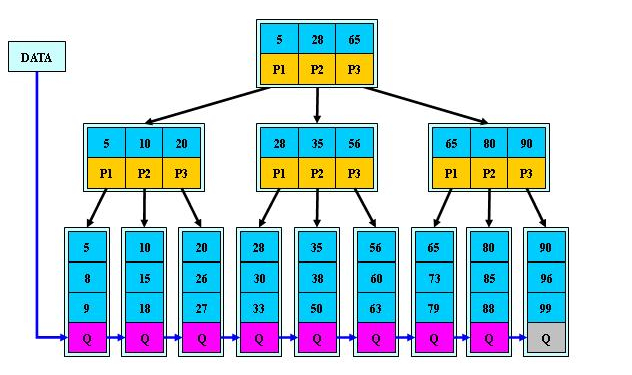 5 28 65
DATA
P1 P2 P3
5 10 20 28 35 56 65 80 90
P1 P2 P3 P1 P2 P3 P1 P2 P3
5 10 20 28 35 56 65 80 90
8 15 26 30 38 60 73 85 96
9 18 27 33 50 63 79 88 99
Q Q Q Q Q Q Q Q Q